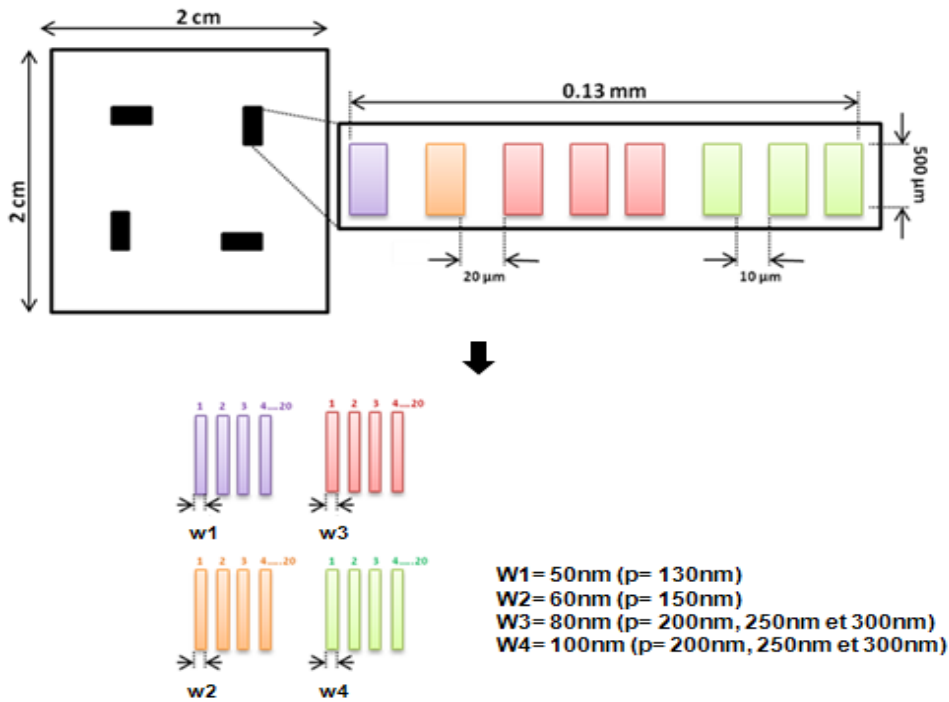 2 cm
2 cm
0.13 mm
500 µm
20 µm
10 µm
1 2 3 4....20
w1
1 2 3 4....20
w3
1 2 3 4.....20
w2
1 2 3 4....20
w4
W1= 50nm (p= 130nm)
W2= 60nm (p= 150nm)
W3= 80nm (p= 200nm, 250nm et 300nm)
W4= 100nm (p= 200nm, 250nm et 300nm)